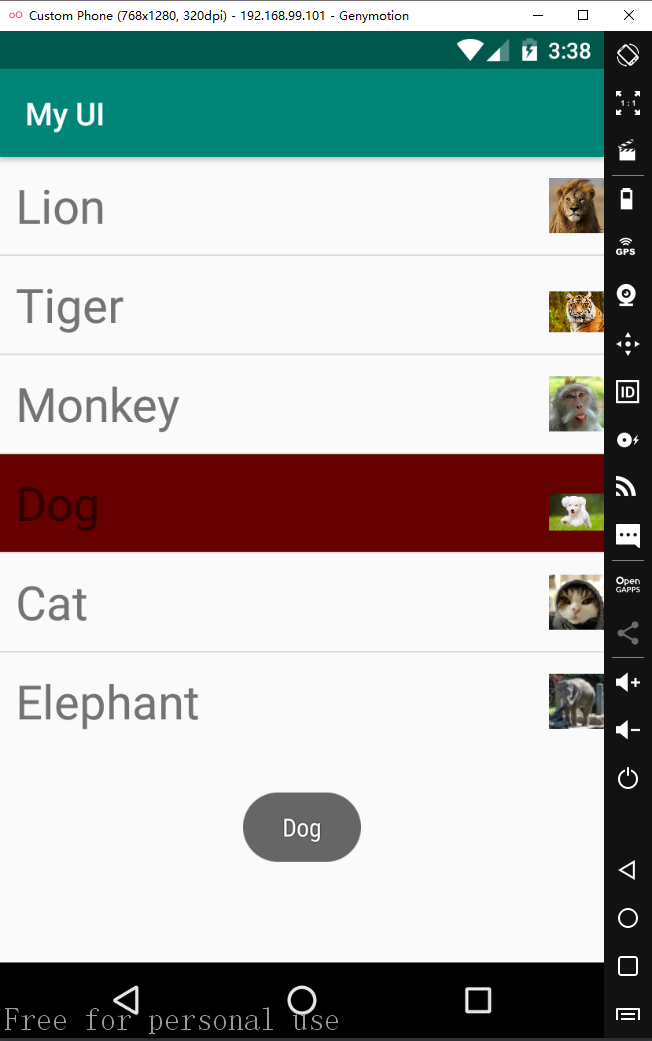 Custom Phone (768x1280, 320dpi) - 192.168.99.101 - Genymotion
3:38
My UI
1:1
Lion
GPS
Tiger
ID
Monkey
Dog
Cat
Open
GAPPS
Elephant
Dog
Free for personal use